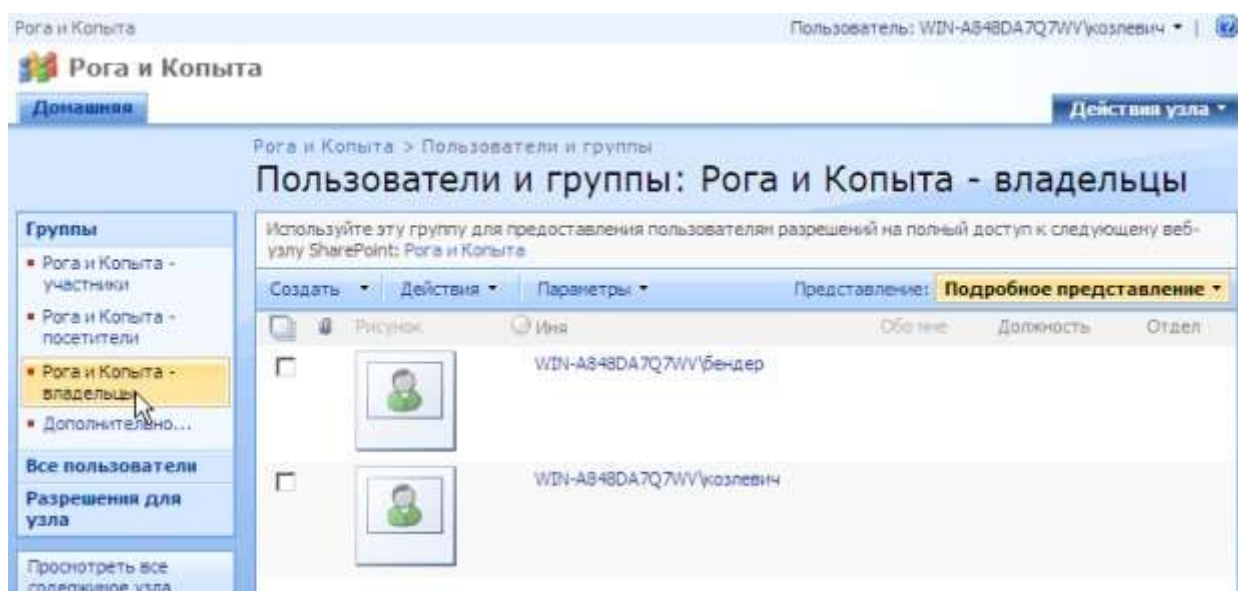 Рога и Копыта
Пользователь: WIN-A848DA7Q7WV\козлевич
Рога и Копыта
Домашняя
Действия узла
Рога и Копыта > Пользователи и группы
Пользователи и группы: Рога и Копыта - владельцы
Группы
Рога и Копыта -
участники
Рога и Копыта -
посетители
Рога и Копыта -
владельцы
Дополнительно...
Все пользователи
Разрешения для
узла
Просмотреть все
содержимое узла
Используйте эту группу для предоставления пользователям разрешений на полный доступ к следующему веб-
узлу SharePoint: Рога и Копыта
Создать
Действия
Параметры
Представление: Подробное представление
Рисунок
Имя
Обо мне
Должность
Отдел
WIN-A848DA7Q7WV\бендер
WIN-A848DA7Q7WV\козлевич